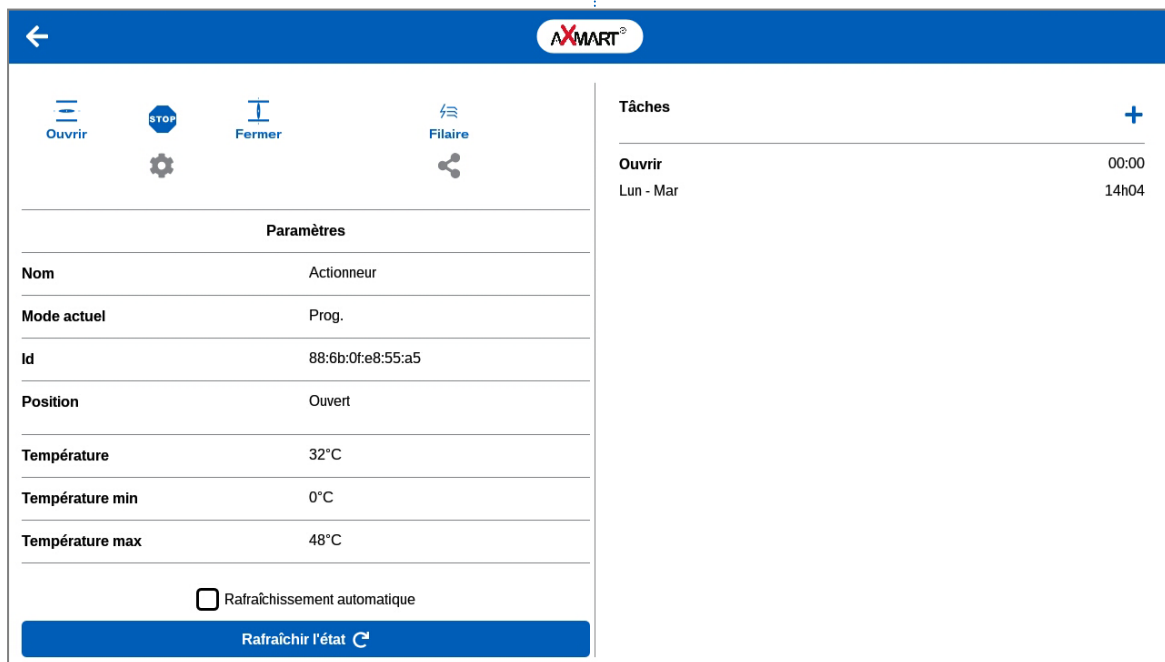 AXMART®
Ouvrir
STOP
Fermer
Filaire
Paramètres
Nom Actionneur
Mode actuel Prog.
Id 88:6b:0f:e8:55:a5
Position Ouvert
Température 32°C
Température min 0°C
Température max 48°C
Rafraîchissement automatique
Rafraîchir l'état
Tâches
Ouvrir 00:00
Lun - Mar 14h04